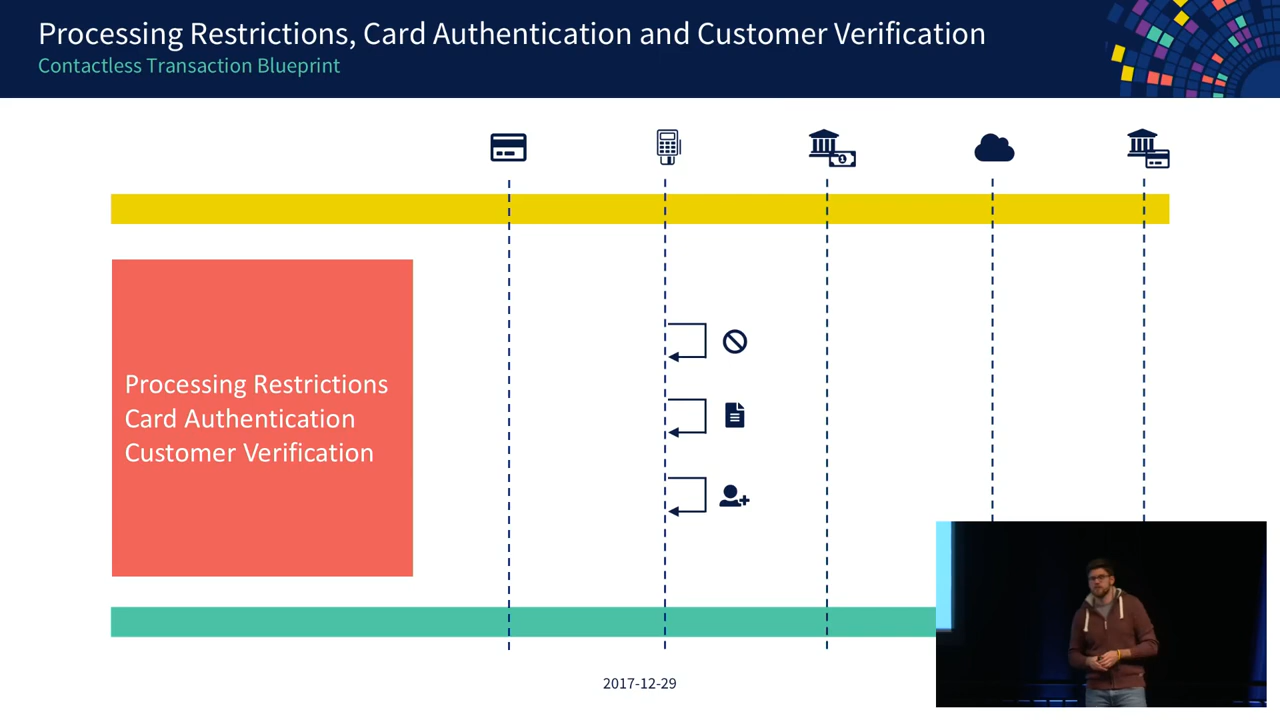 Processing Restrictions, Card Authentication and Customer Verification
Contactless Transaction Blueprint
Processing Restrictions
Card Authentication
Customer Verification
2017-12-29